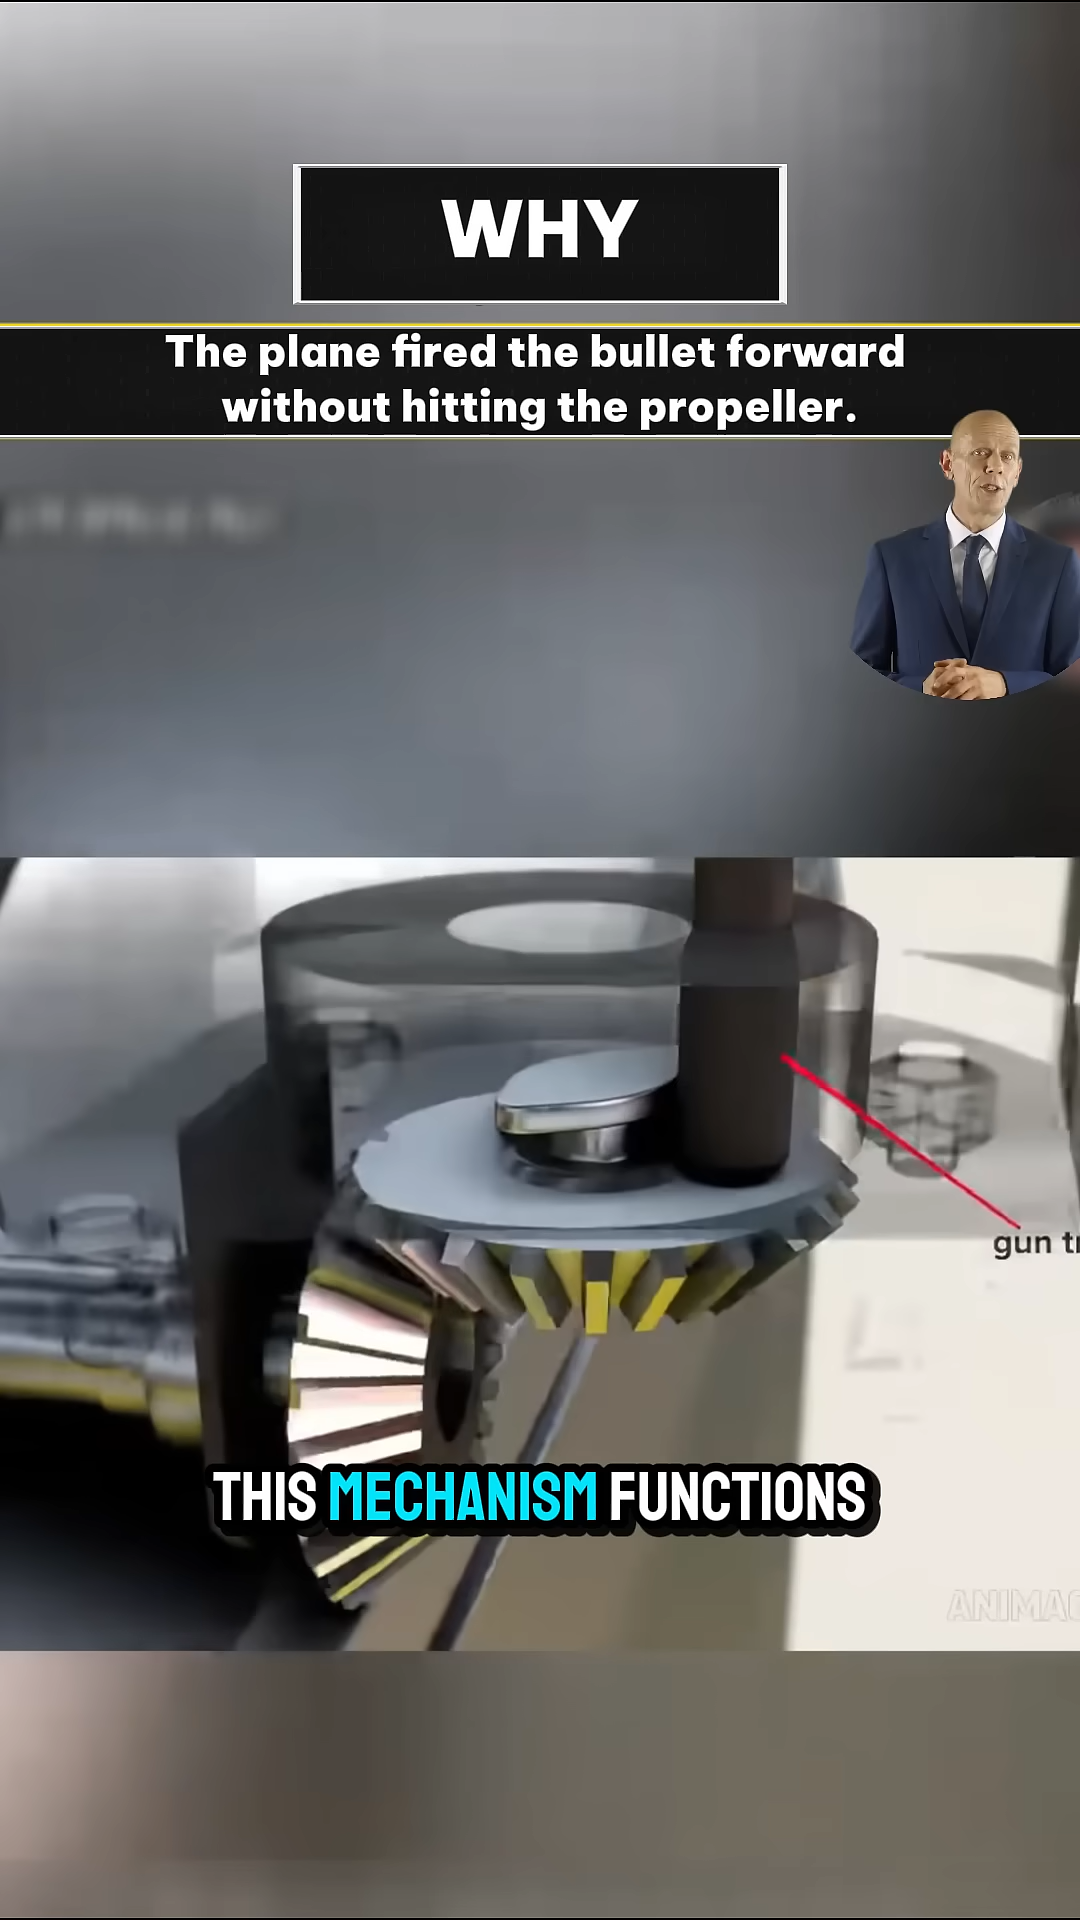 WHY
The plane fired the bullet forward
without hitting the propeller.
gun
THIS MECHANISM FUNCTIONS